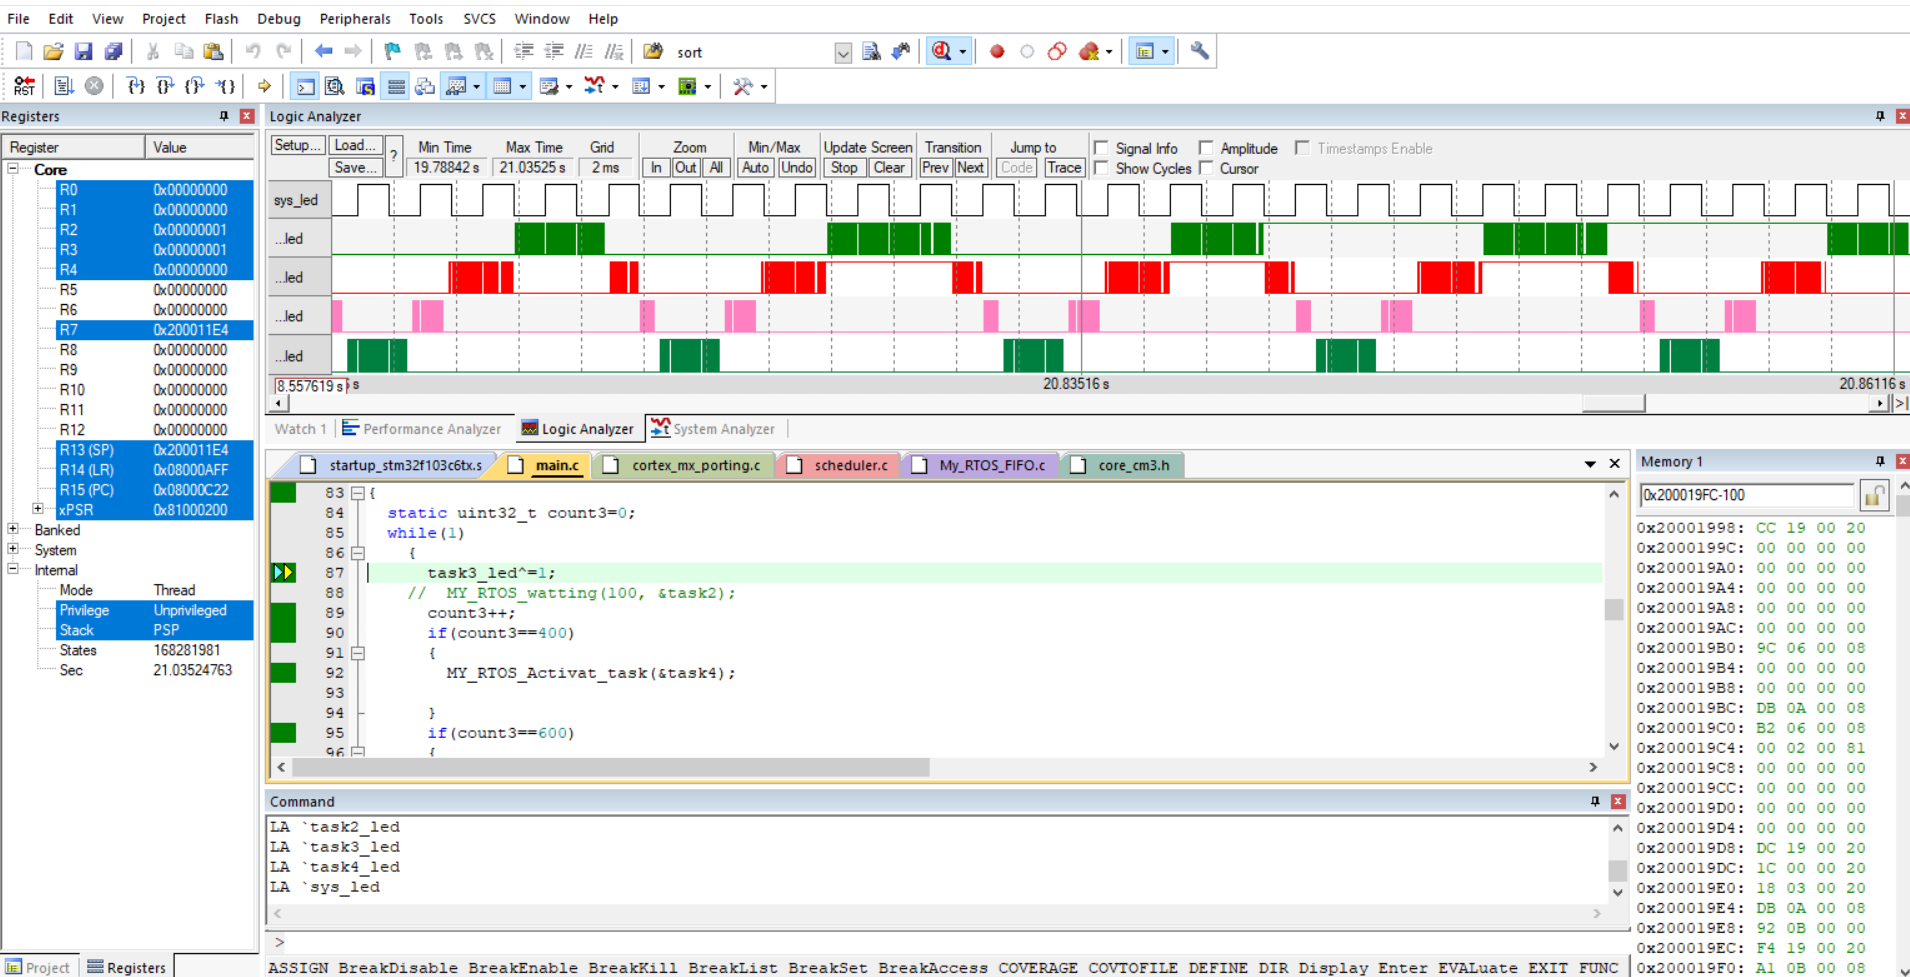 File Edit View Project Flash Debug Peripherals Tools SVCS Window Help
sort
RST
Registers
Register Value
Core
R0 0x00000000
R1 0x00000000
R2 0x00000001
R3 0x00000001
R4 0x00000000
R5 0x00000000
R6 0x00000000
R7 0x200011E4
R8 0x00000000
R9 0x00000000
R10 0x00000000
R11 0x00000000
R12 0x00000000
R13 (SP) 0x200011E4
R14 (LR) 0x08000AFF
R15 (PC) 0x08000C22
xPSR 0x81000200
Banked
System
Internal
Mode Thread
Privilege Unprivileged
Stack PSP
States 168281981
Sec 21.03524763
Project Registers
Logic Analyzer
Setup... Load... ? Min Time Max Time Grid Zoom Min/Max Update Screen Transition Jump to Signal Info Amplitude Timestamps Enable
Save... 19.78842 s 21.03525 s 2 ms In Out All Auto Undo Stop Clear Prev Next Code Trace Show Cycles Cursor
sys_led
...led
...led
...led
...led
8.557619 s s 20.83516 s 20.86116 s
Watch 1 Performance Analyzer Logic Analyzer System Analyzer
startup_stm32f103c6tx.s main.c cortex_mx_porting.c scheduler.c My_RTOS_FIFO.c core_cm3.h
83 {
84 static uint32_t count3=0;
85 while(1)
86 {
87 task3_led^=1;
88 // MY_RTOS_watting(100, &task2);
89 count3++;
90 if(count3==400)
91 {
92 MY_RTOS_Activat_task(&task4);
93
94 }
95 if(count3==600)
96 {
Command
LA `task2_led
LA `task3_led
LA `task4_led
LA `sys_led
>
ASSIGN BreakDisable BreakEnable BreakKill BreakList BreakSet BreakAccess COVERAGE COVTOFILE DEFINE DIR Display Enter EVALuate EXIT FUNC
Memory 1
0x200019FC-100
0x20001998: CC 19 00 20
0x2000199C: 00 00 00 00
0x200019A0: 00 00 00 00
0x200019A4: 00 00 00 00
0x200019A8: 00 00 00 00
0x200019AC: 00 00 00 00
0x200019B0: 9C 06 00 08
0x200019B4: 00 00 00 00
0x200019B8: 00 00 00 00
0x200019BC: DB 0A 00 08
0x200019C0: B2 06 00 08
0x200019C4: 00 02 00 81
0x200019C8: 00 00 00 00
0x200019CC: 00 00 00 00
0x200019D0: 00 00 00 00
0x200019D4: 00 00 00 00
0x200019D8: DC 19 00 20
0x200019DC: 1C 00 00 20
0x200019E0: 18 03 00 20
0x200019E4: DB 0A 00 08
0x200019E8: 92 0B 00 00
0x200019EC: F4 19 00 20
0x200019F0: A1 0B 00 08